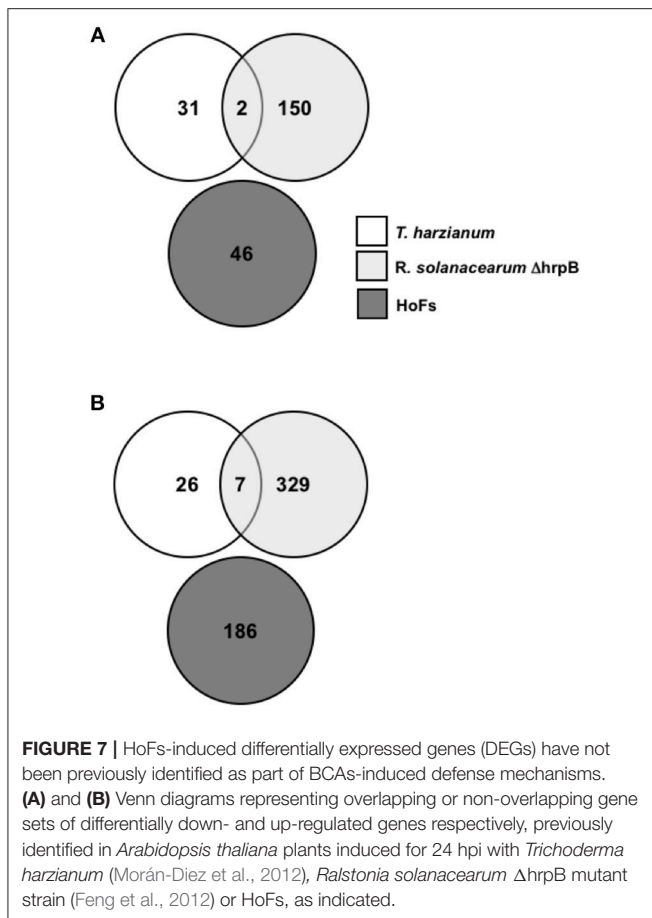 A
31 2 150
46
T. harzianum
R. solanacearum ΔhrpB
HoFs
B
26 7 329
186
FIGURE 7 | HoFs-induced differentially expressed genes (DEGs) have not
been previously identified as part of BCAs-induced defense mechanisms.
(A) and (B) Venn diagrams representing overlapping or non-overlapping gene
sets of differentially down- and up-regulated genes respectively, previously
identified in Arabidopsis thaliana plants induced for 24 hpi with Trichoderma
harzianum (Morán-Diez et al., 2012), Ralstonia solanacearum ΔhrpB mutant
strain (Feng et al., 2012) or HoFs, as indicated.